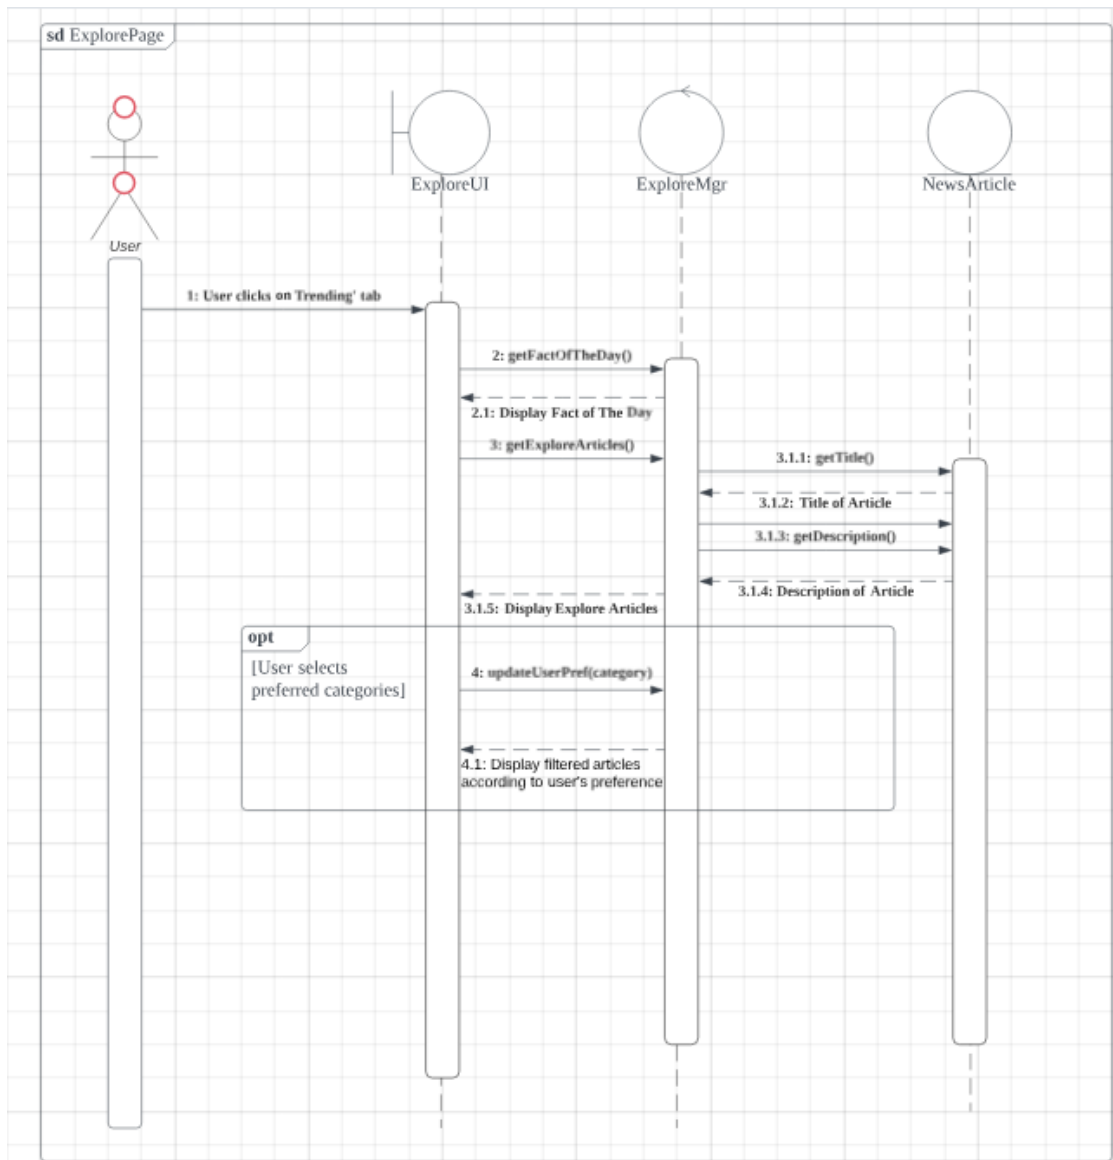 sd ExplorePage
ExploreUI
ExploreMgr
NewsArticle
User
1: User clicks on Trending' tab
2: getFactOfTheDay()
2.1: Display Fact of The Day
3: getExploreArticles()
3.1.1: getTitle()
3.1.2: Title of Article
3.1.3: getDescription()
3.1.4: Description of Article
3.1.5: Display Explore Articles
opt
[User selects
preferred categories]
4: updateUserPref(category)
4.1: Display filtered articles
according to user's preference